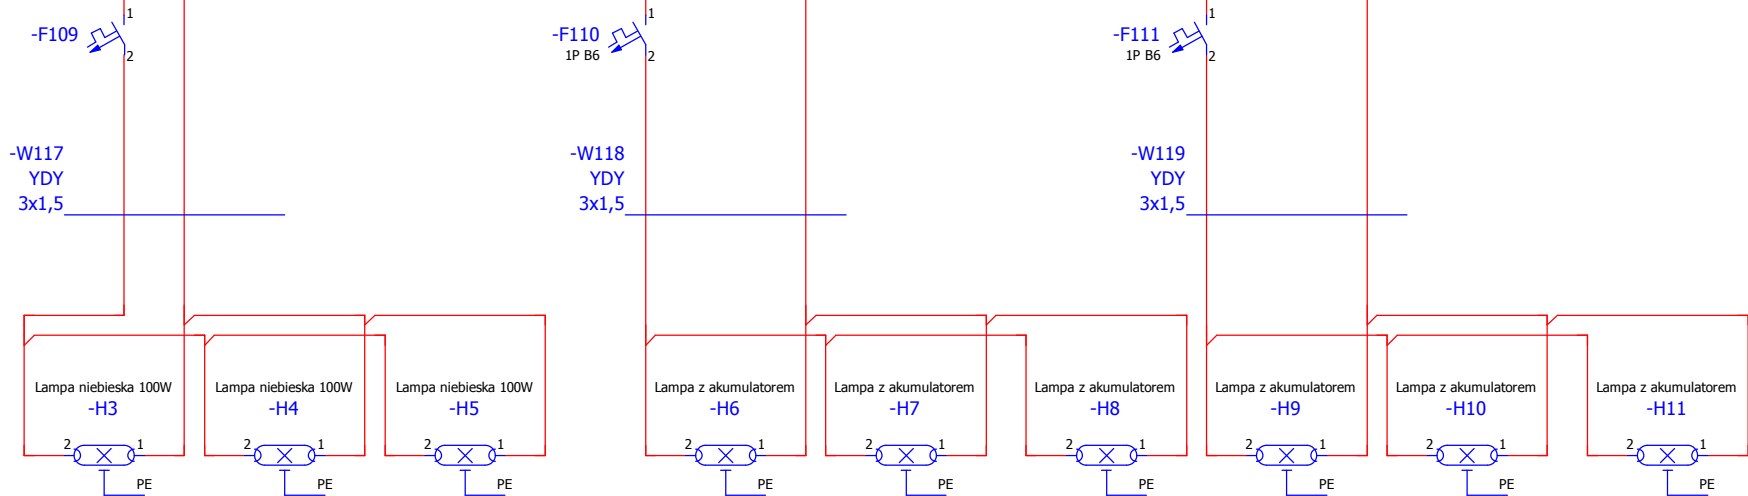 1
-F109
2
1
-F110
1P B6
2
1
-F111
1P B6
2
-W117
YDY
3x1,5
-W118
YDY
3x1,5
-W119
YDY
3x1,5
Lampa niebieska 100W
-H3
2 1
PE
Lampa niebieska 100W
-H4
2 1
PE
Lampa niebieska 100W
-H5
2 1
PE
Lampa z akumulatorem
-H6
2 1
PE
Lampa z akumulatorem
-H7
2 1
PE
Lampa z akumulatorem
-H8
2 1
PE
Lampa z akumulatorem
-H9
2 1
PE
Lampa z akumulatorem
-H10
2 1
PE
Lampa z akumulatorem
-H11
2 1
PE